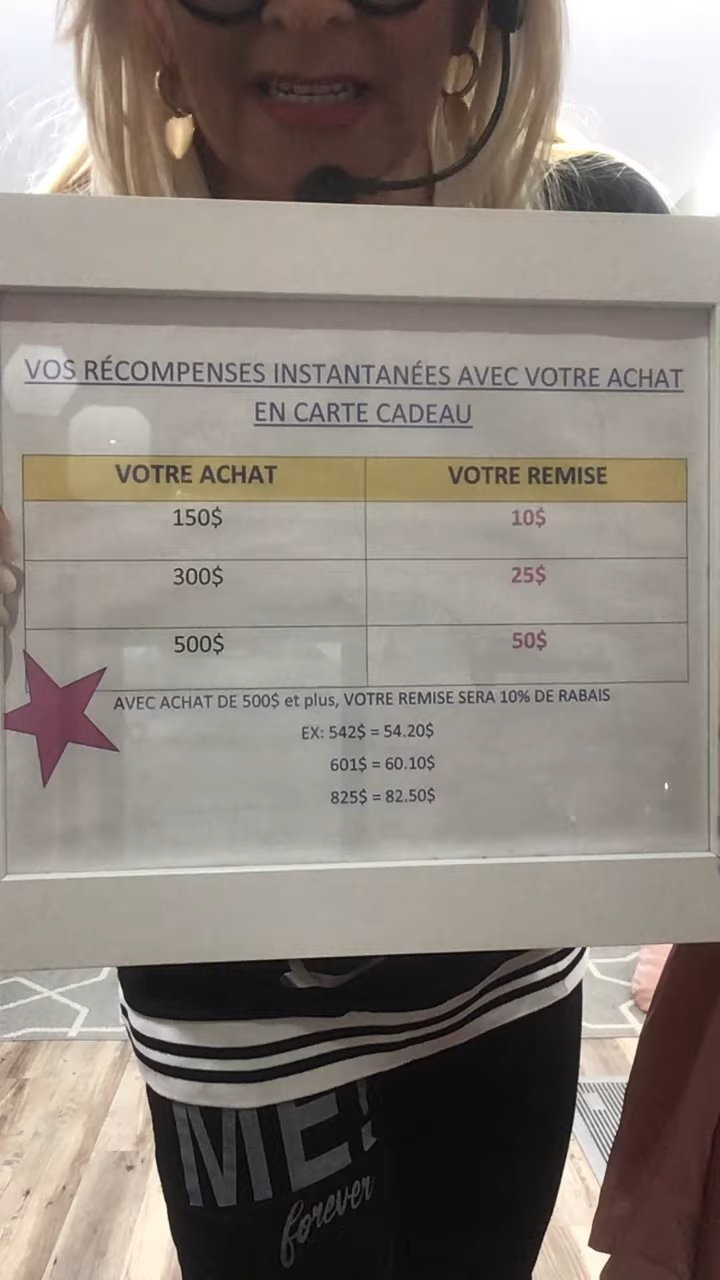 VOS RÉCOMPENSES INSTANTANÉES AVEC VOTRE ACHAT
EN CARTE CADEAU
VOTRE ACHAT VOTRE REMISE
150$ 10$
300$ 25$
500$ 50$
AVEC ACHAT DE 500$ et plus, VOTRE REMISE SERA 10% DE RABAIS
EX: 542$ = 54.20$
601$ = 60.10$
825$ = 82.50$
ME!
forever